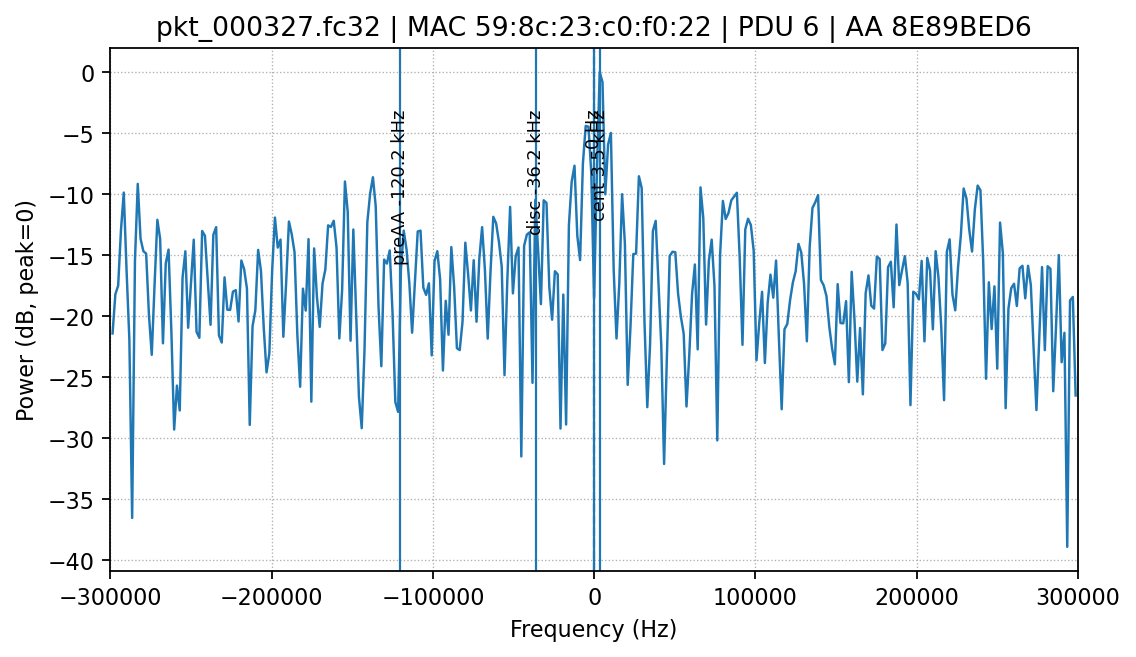 pkt_000327.fc32 | MAC 59:8c:23:c0:f0:22 | PDU 6 | AA 8E89BED6
Power (dB, peak=0)
0
−5
−10
−15
−20
−25
−30
−35
−40
preAA -120.2 kHz
disc -36.2 kHz
0 Hz
cent 3.5 kHz
−300000
−200000
−100000
0
100000
200000
300000
Frequency (Hz)